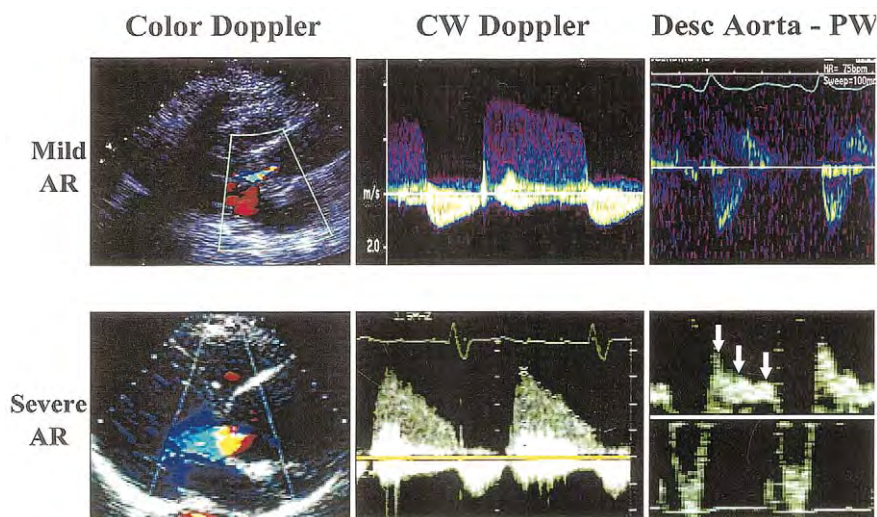 Color Doppler
CW Doppler
Desc Aorta - PW
Mild
AR
HR= 75bpm
Sweep=100mm
m/s
2.0
Severe
AR